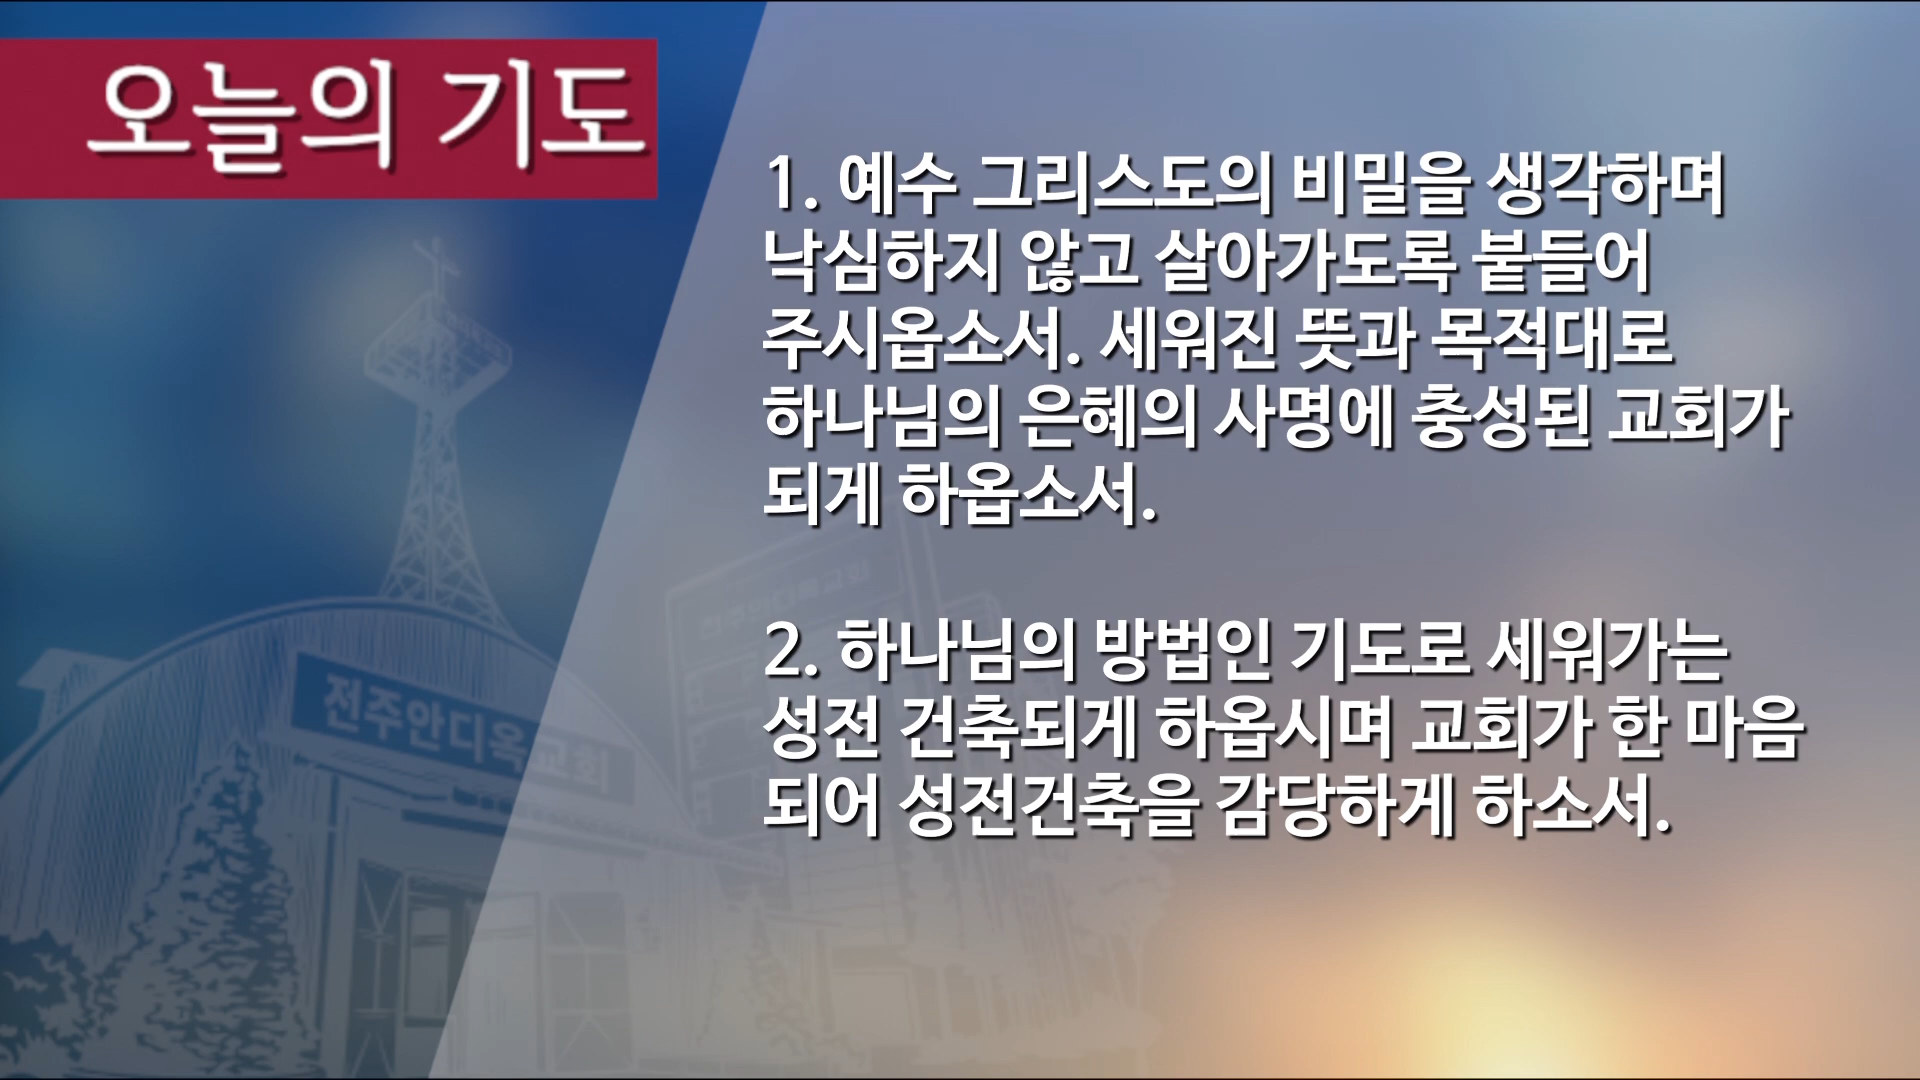 오늘의 기도
1. 예수 그리스도의 비밀을 생각하며
낙심하지 않고 살아가도록 붙들어
주시옵소서. 세워진 뜻과 목적대로
하나님의 은혜의 사명에 충성된 교회가
되게 하옵소서.
2. 하나님의 방법인 기도로 세워가는
성전 건축되게 하옵시며 교회가 한 마음
되어 성전건축을 감당하게 하소서.
전주안디옥교회